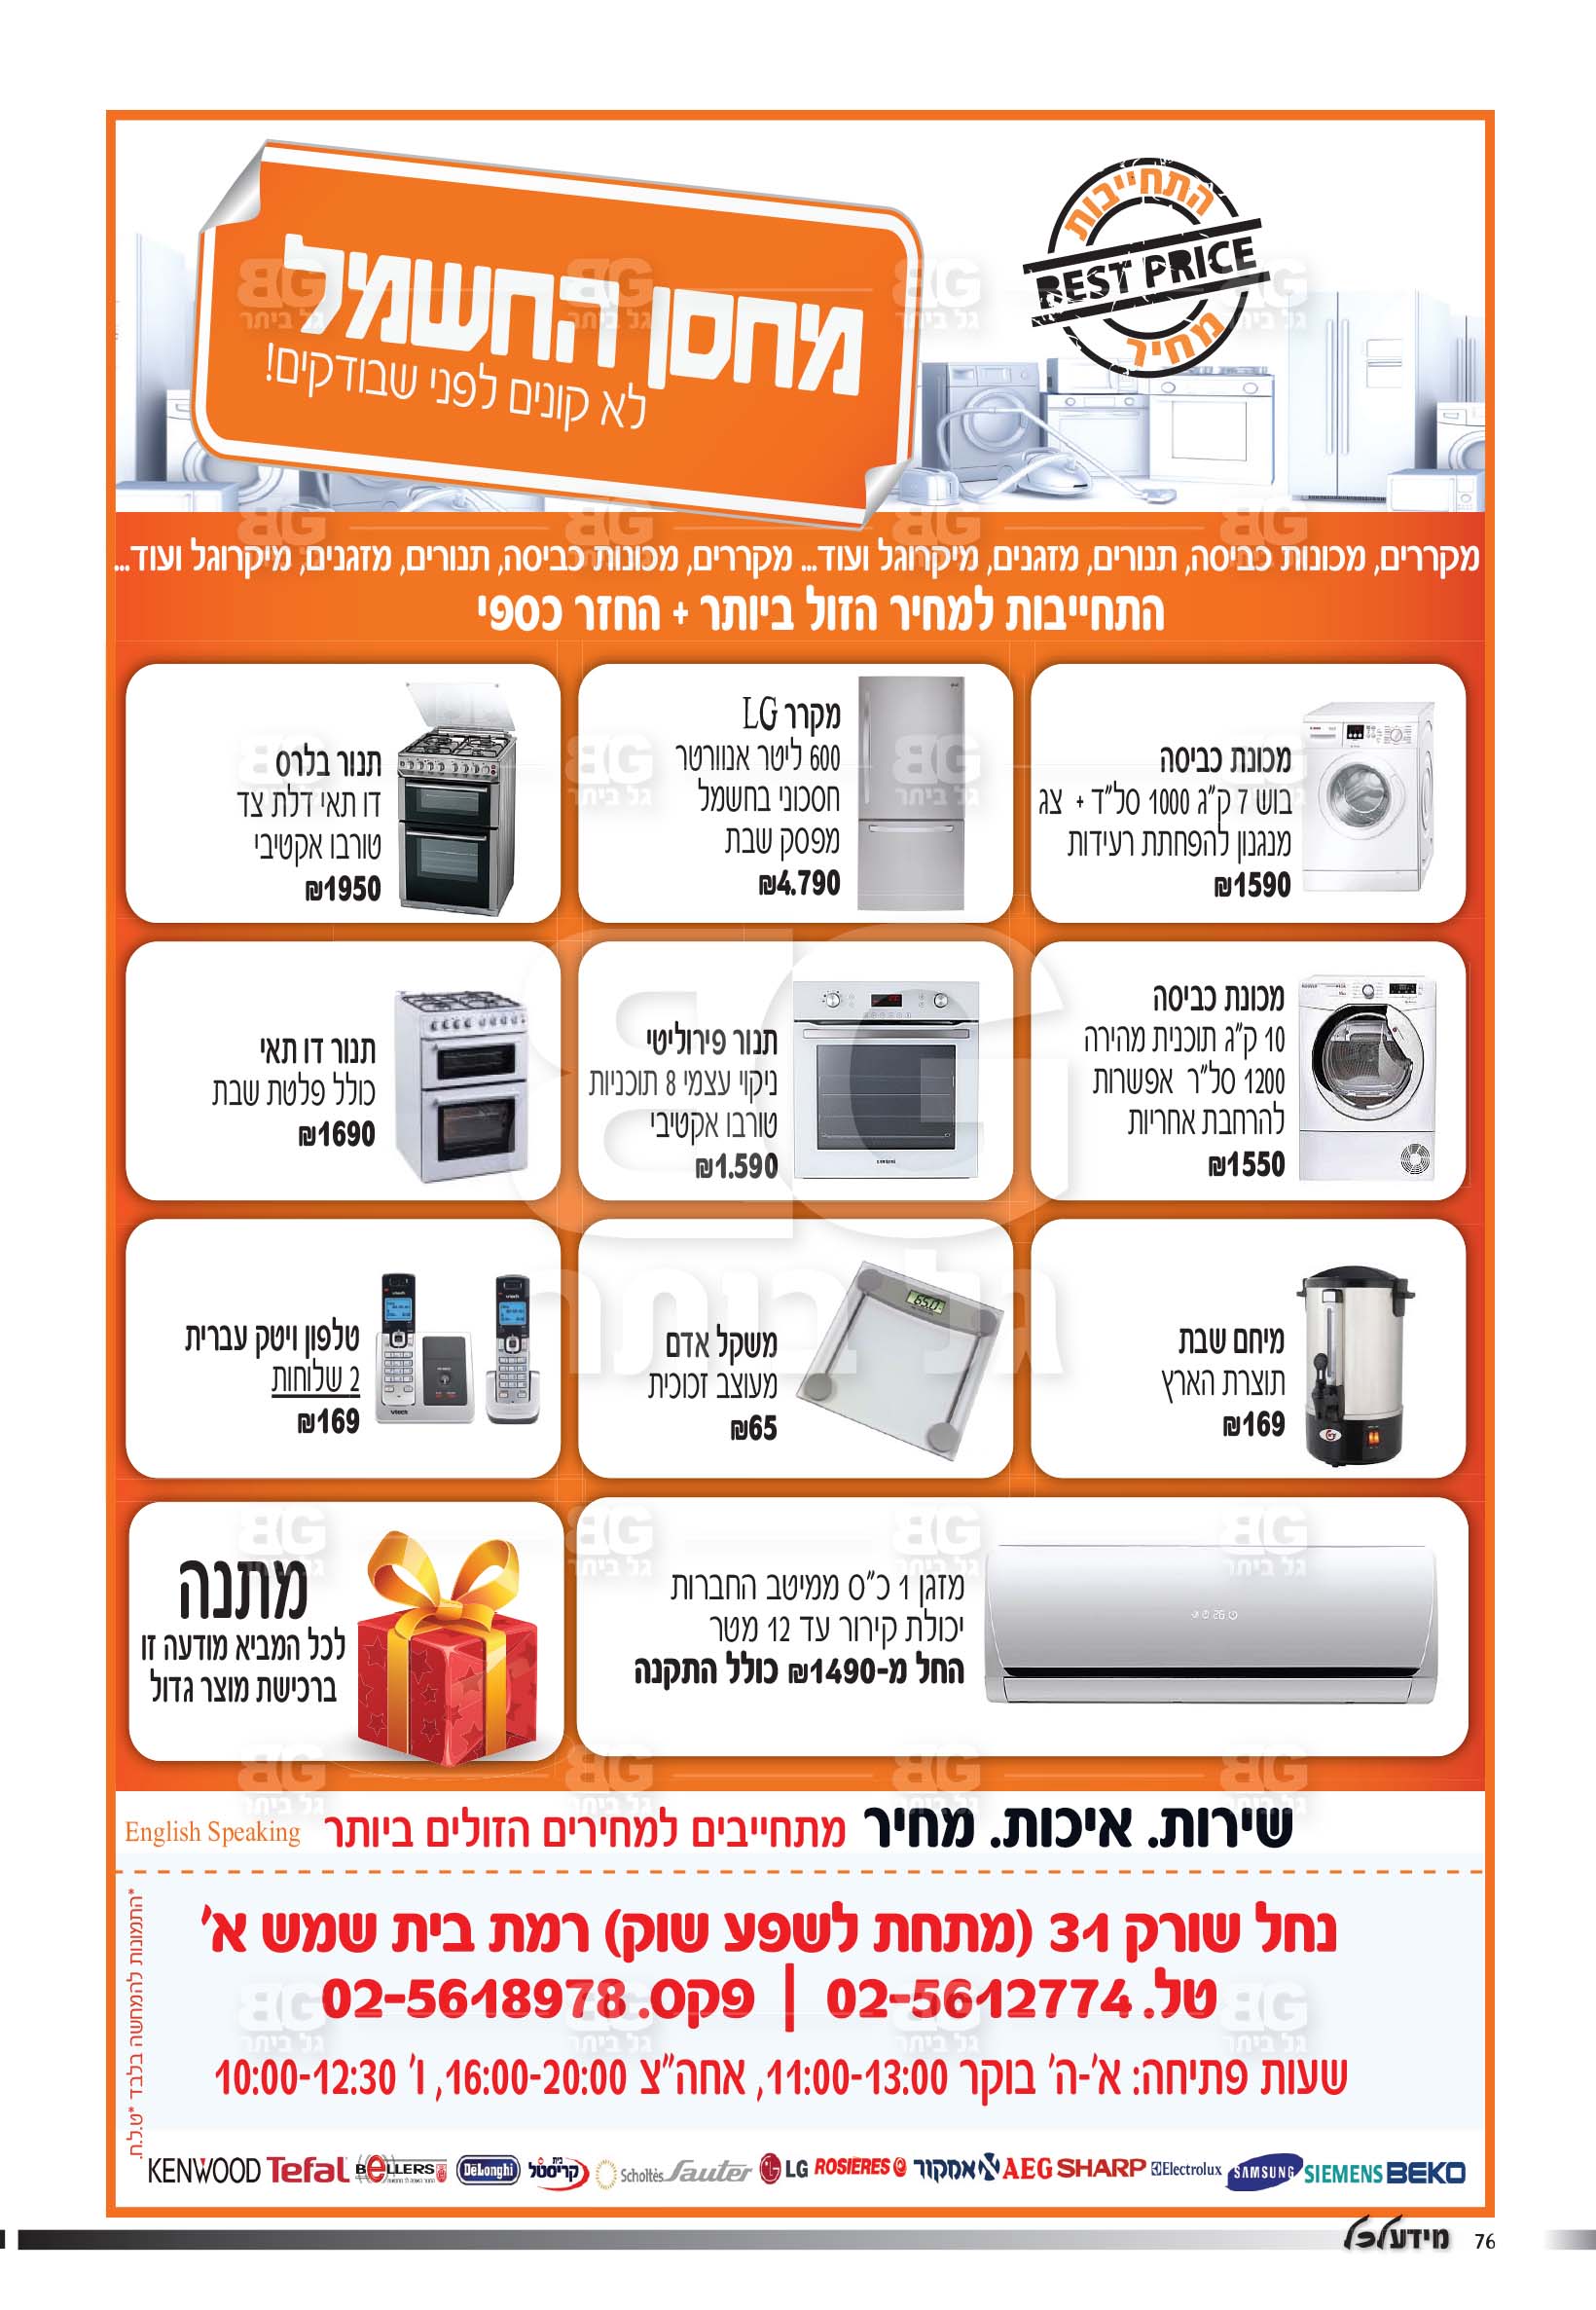 התחייבות
BEST PRICE
מחיר
מחסן החשמל
לא קונים לפני שבודקים!
מקררים, מכונות כביסה, תנורים, מזגנים, מיקרוגל ועוד... מקררים, מכונות כביסה, תנורים, מזגנים, מיקרוגל ועוד...
התחייבות למחיר הזול ביותר + החזר כספי
מכונת כביסה
בוש 7 ק"ג 1000 סל"ד + צג
מנגנון להפחתת רעידות
1590₪
מקרר LG
600 ליטר אנוורטר
חסכוני בחשמל
מפסק שבת
4.790₪
תנור בלרס
דו תאי דלת צד
טורבו אקטיבי
1950₪
מכונת כביסה
10 ק"ג תוכנית מהירה
1200 סל"ר אפשרות
להרחבת אחריות
1550₪
תנור פירוליטי
ניקוי עצמי 8 תוכניות
טורבו אקטיבי
1.590₪
תנור דו תאי
כולל פלטת שבת
1690₪
מיחם שבת
תוצרת הארץ
169₪
משקל אדם
מעוצב זכוכית
65₪
טלפון ויטק עברית
2 שלוחות
169₪
מזגן 1 כ"ס ממיטב החברות
יכולת קירור עד 12 מטר
החל מ-1490₪ כולל התקנה
מתנה
לכל המביא מודעה זו
ברכישת מוצר גדול
שירות. איכות. מחיר מתחייבים למחירים הזולים ביותר English Speaking
נחל שורק 31 (מתחת לשפע שוק) רמת בית שמש א'
טל. 02-5612774 | פקס. 02-5618978
שעות פתיחה: א'-ה' בוקר 11:00-13:00, אחה"צ 16:00-20:00, ו' 10:00-12:30
*התמונות להמחשה בלבד *ט.ל.ח.
KENWOOD Tefal BELLERS DeLonghi בית קריסטל Scholtès Sauter LG ROSIERES אמקור AEG SHARP Electrolux SAMSUNG SIEMENS BEKO
מידע לכל 76
BG
גל ביתר